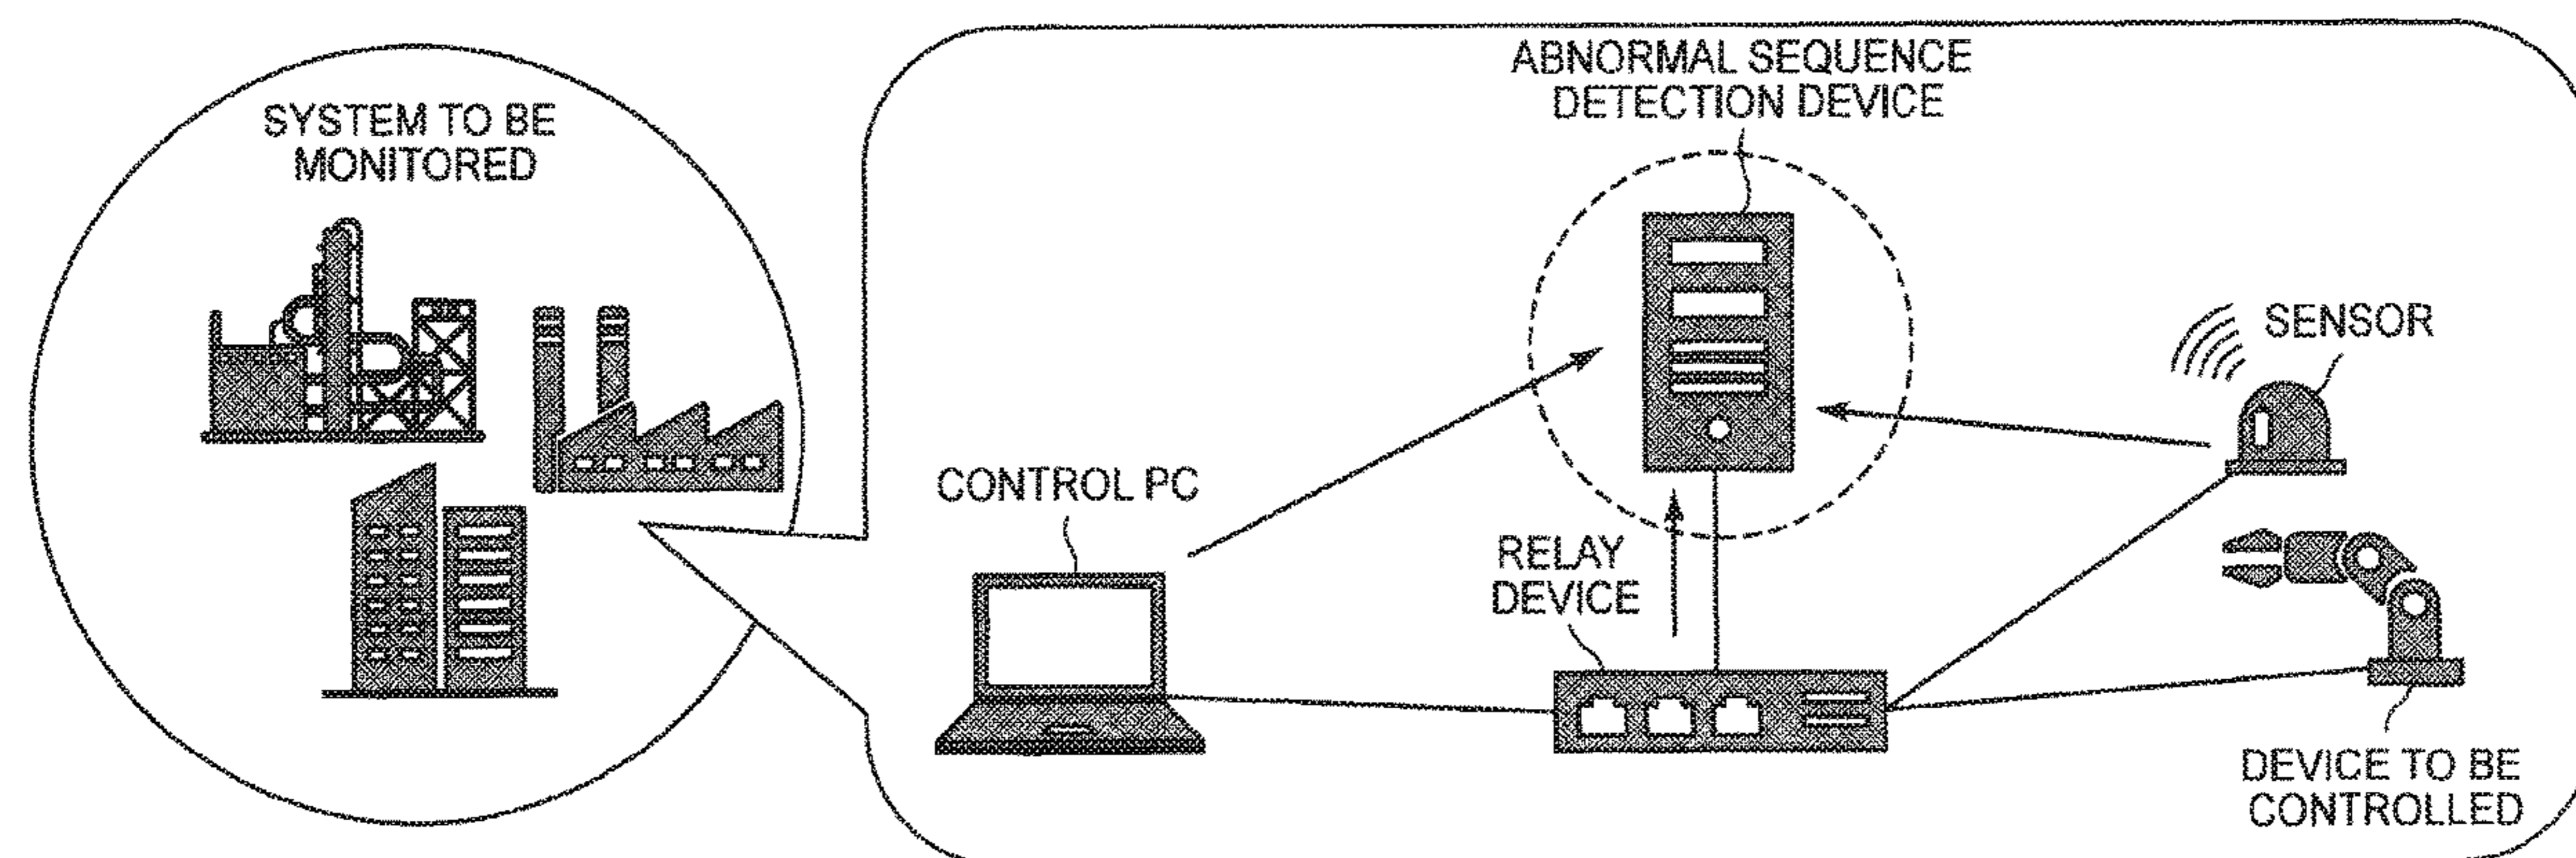 SYSTEM TO BE
MONITORED
ABNORMAL SEQUENCE
DETECTION DEVICE
SENSOR
CONTROL PC
RELAY
DEVICE
DEVICE TO BE
CONTROLLED